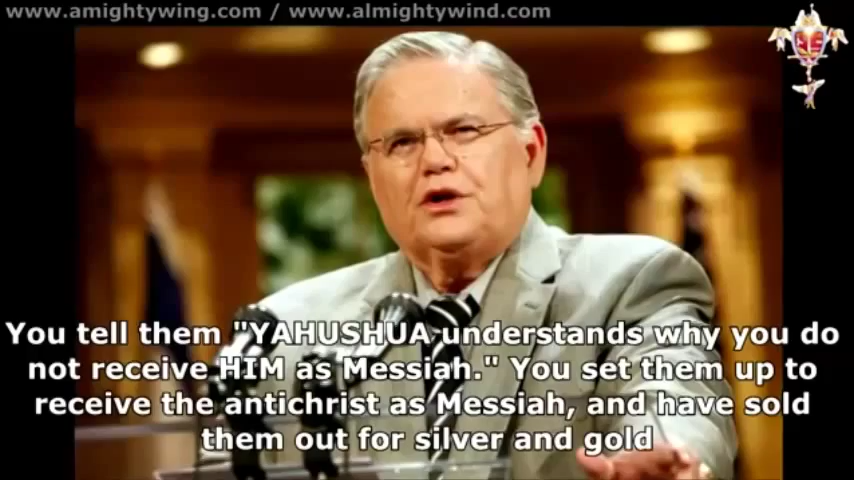 www.amightywing.com / www.almightywind.com
You tell them "YAHUSHUA understands why you do
not receive HIM as Messiah." You set them up to
receive the antichrist as Messiah, and have sold
them out for silver and gold